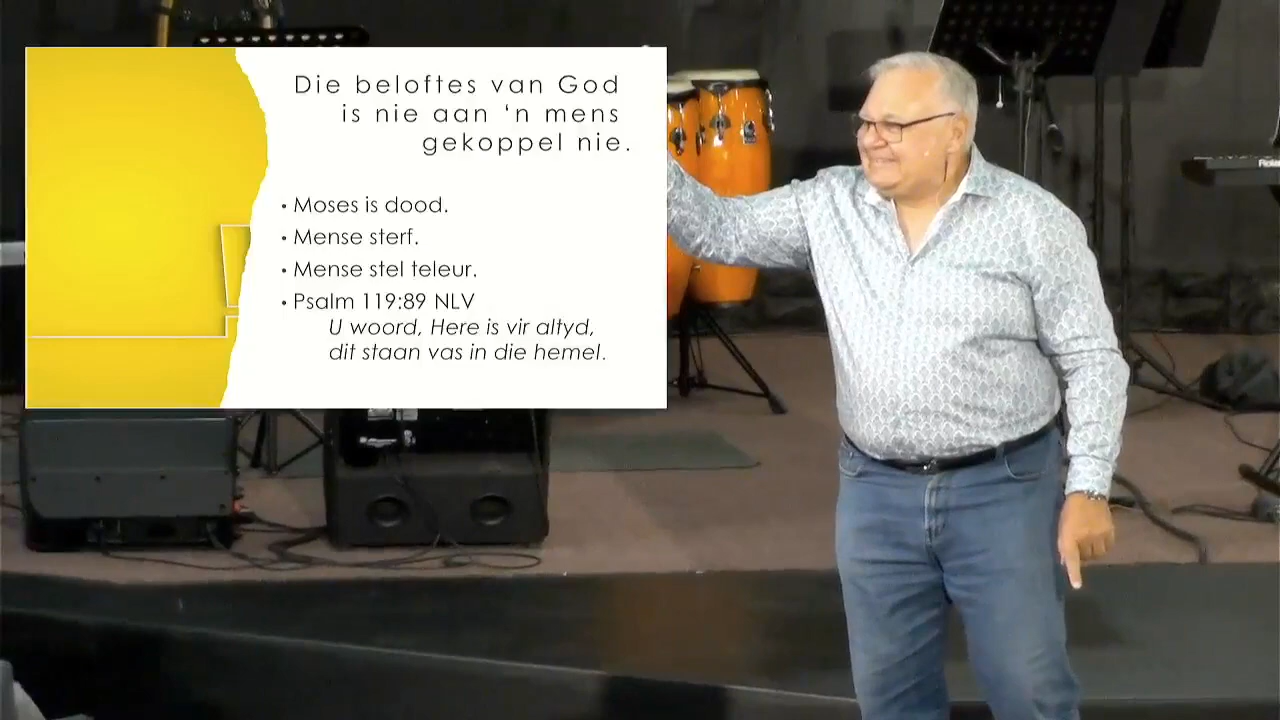 Die beloftes van God
is nie aan ‘n mens
gekoppel nie.
• Moses is dood.
• Mense sterf.
• Mense stel teleur.
• Psalm 119:89 NLV
U woord, Here is vir altyd,
dit staan vas in die hemel.
Roland